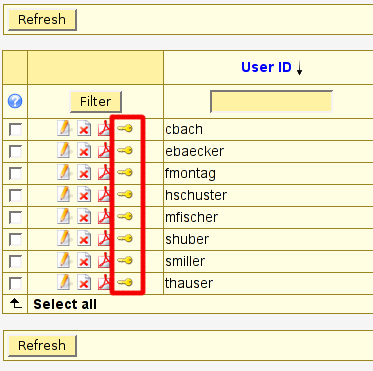 Refresh
User ID
Filter
cbach
ebaecker
fmontag
hschuster
mfischer
shuber
smiller
thauser
Select all
Refresh